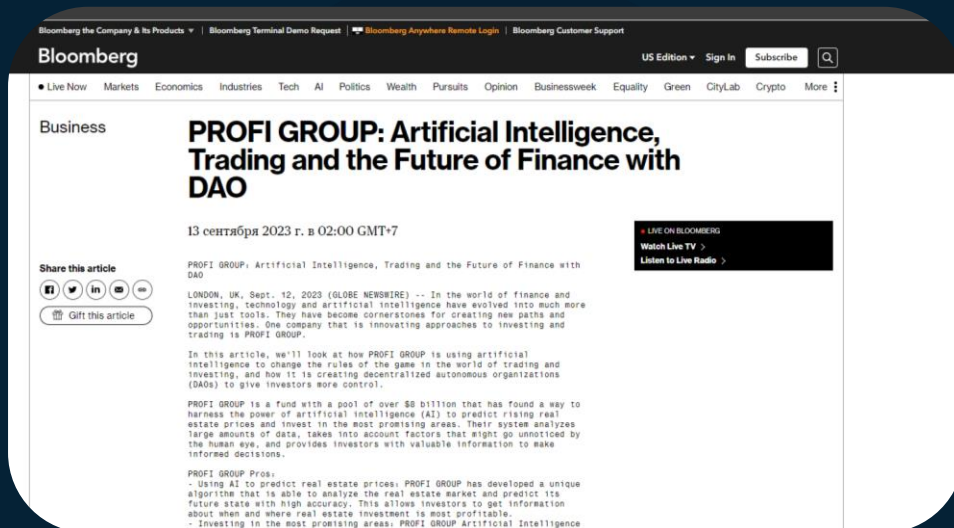 Bloomberg the Company & Its Products ▾ | Bloomberg Terminal Demo Request | Bloomberg Anywhere Remote Login | Bloomberg Customer Support
Bloomberg
US Edition ▾ Sign In Subscribe
• Live Now Markets Economics Industries Tech AI Politics Wealth Pursuits Opinion Businessweek Equality Green CityLab Crypto More
Business
PROFI GROUP: Artificial Intelligence,
Trading and the Future of Finance with
DAO
13 сентября 2023 г. в 02:00 GMT+7
• LIVE ON BLOOMBERG
Watch Live TV >
Listen to Live Radio >
Share this article
Gift this article
PROFI GROUP: Artificial Intelligence, Trading and the Future of Finance with
DAO
LONDON, UK, Sept. 12, 2023 (GLOBE NEWSWIRE) -- In the world of finance and
investing, technology and artificial intelligence have evolved into much more
than just tools. They have become cornerstones for creating new paths and
opportunities. One company that is innovating approaches to investing and
trading is PROFI GROUP.
In this article, we'll look at how PROFI GROUP is using artificial
intelligence to change the rules of the game in the world of trading and
investing, and how it is creating decentralized autonomous organizations
(DAOs) to give investors more control.
PROFI GROUP is a fund with a pool of over billion that has found a way to
harness the power of artificial intelligence (AI) to predict rising real
estate prices and invest in the most promising areas. Their system analyzes
large amounts of data, takes into account factors that might go unnoticed by
the human eye, and provides investors with valuable information to make
informed decisions.
PROFI GROUP Pros:
- Using AI to predict real estate prices: PROFI GROUP has developed a unique
algorithm that is able to analyze the real estate market and predict its
future state with high accuracy. This allows investors to get information
about when and where real estate investment is most profitable.
- Investing in the most promising areas: PROFI GROUP Artificial Intelligence